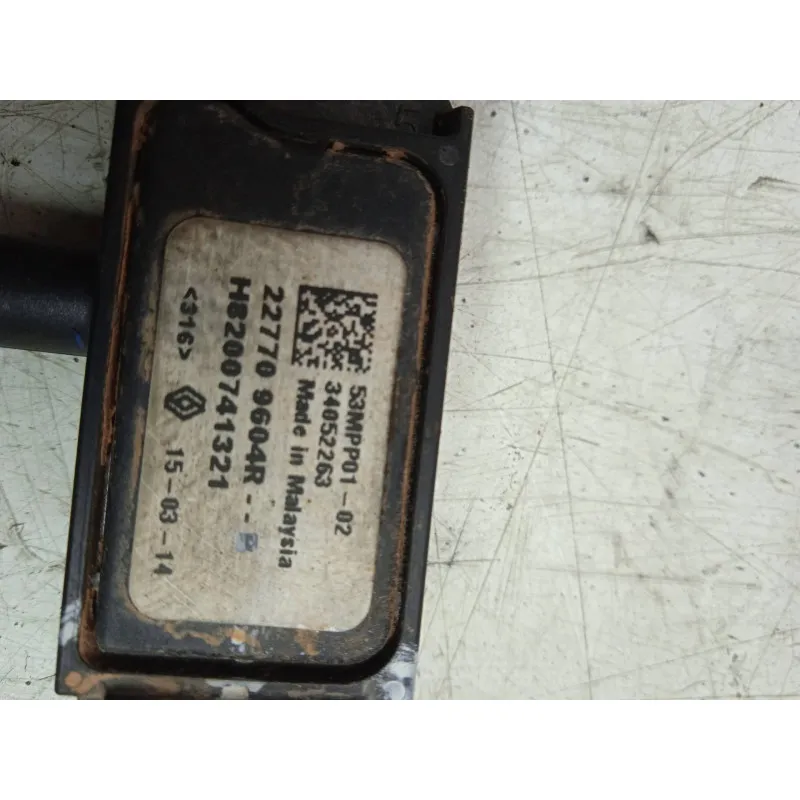 53MPP01-02
34052263
Made in Malaysia
22770 9604R--P
H8200741321
<316> 15-03-14